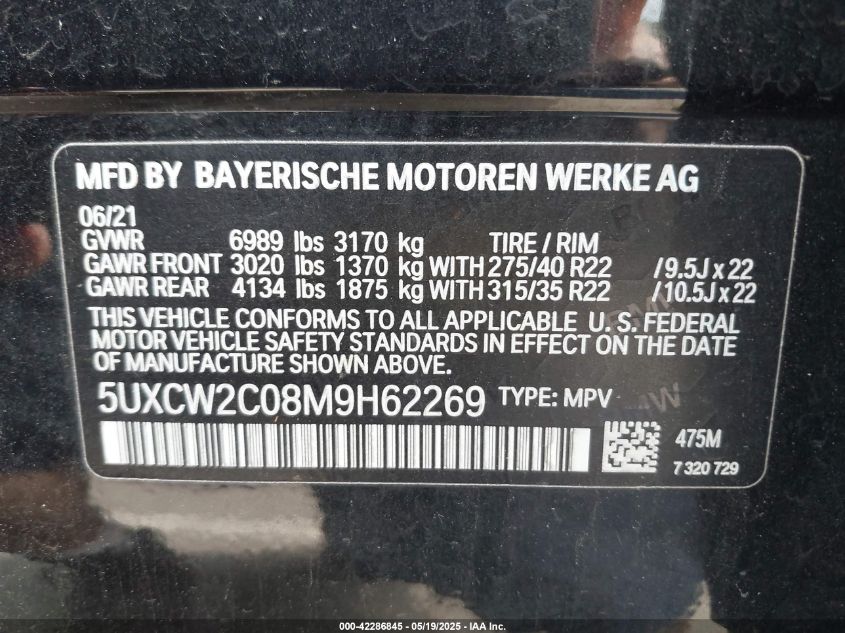 MFD BY BAYERISCHE MOTOREN WERKE AG
06/21
GVWR 6989 lbs 3170 kg TIRE / RIM
GAWR FRONT 3020 lbs 1370 kg WITH 275/40 R22 /9.5J x 22
GAWR REAR 4134 lbs 1875 kg WITH 315/35 R22 /10.5J x 22
THIS VEHICLE CONFORMS TO ALL APPLICABLE U. S. FEDERAL
MOTOR VEHICLE SAFETY STANDARDS IN EFFECT ON THE DATE
OF MANUFACTURE SHOWN ABOVE.
5UXCW2C08M9H62269 TYPE: MPV
475M
7 320 729
000-42286845 - 05/19/2025 - IAA Inc.